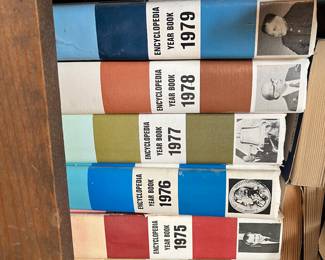 ENCYCLOPEDIA
YEAR BOOK
1979
ENCYCLOPEDIA
YEAR BOOK
1978
ENCYCLOPEDIA
YEAR BOOK
1977
ENCYCLOPEDIA
YEAR BOOK
1976
ENCYCLOPEDIA
YEAR BOOK
1975